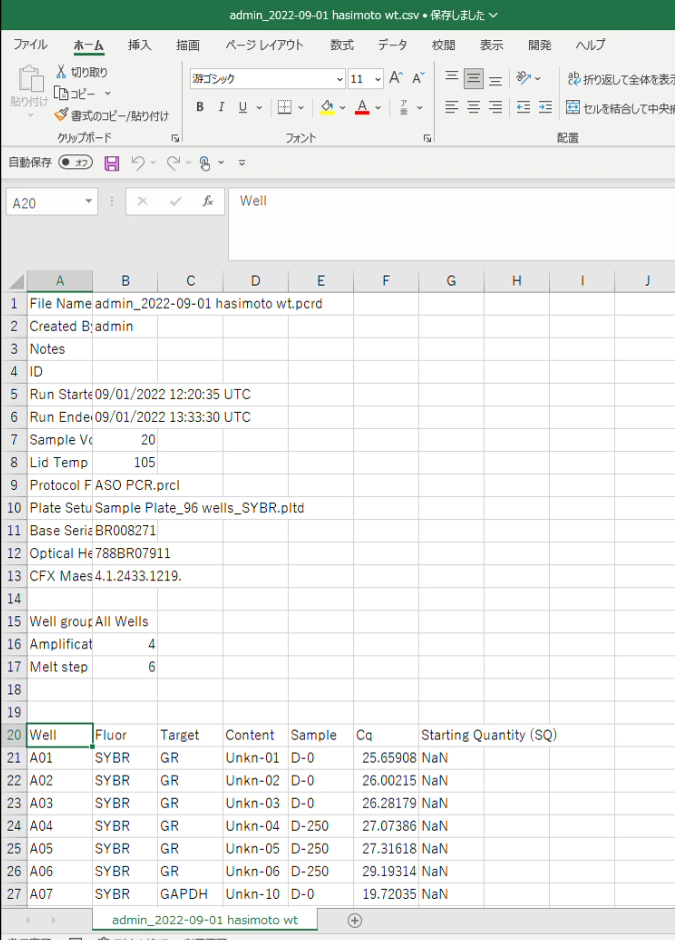 admin_2022-09-01 hasimoto wt.csv • 保存しました
ファイル ホーム 挿入 描画 ページ レイアウト 数式 データ 校閲 表示 開発 ヘルプ
貼り付け
切り取り
コピー
書式のコピー/貼り付け
クリップボード
游ゴシック 11 A A
B I U A
フォント
折り返して全体を表示
セルを結合して中央揃
配置
自動保存 オフ
A20 fx Well
A B C D E F G H I J
1 File Name admin_2022-09-01 hasimoto wt.pcrd
2 Created By admin
3 Notes
4 ID
5 Run Starte 09/01/2022 12:20:35 UTC
6 Run Ende 09/01/2022 13:33:30 UTC
7 Sample Vo 20
8 Lid Temp 105
9 Protocol F ASO PCR.prcl
10 Plate Setu Sample Plate_96 wells_SYBR.pltd
11 Base Seria BR008271
12 Optical He 788BR07911
13 CFX Maes 4.1.2433.1219.
14
15 Well group All Wells
16 Amplificat 4
17 Melt step 6
18
19
20 Well Fluor Target Content Sample Cq Starting Quantity (SQ)
21 A01 SYBR GR Unkn-01 D-0 25.65908 NaN
22 A02 SYBR GR Unkn-02 D-0 26.00215 NaN
23 A03 SYBR GR Unkn-03 D-0 26.28179 NaN
24 A04 SYBR GR Unkn-04 D-250 27.07386 NaN
25 A05 SYBR GR Unkn-05 D-250 27.31618 NaN
26 A06 SYBR GR Unkn-06 D-250 29.19314 NaN
27 A07 SYBR GAPDH Unkn-10 D-0 19.72035 NaN
admin_2022-09-01 hasimoto wt